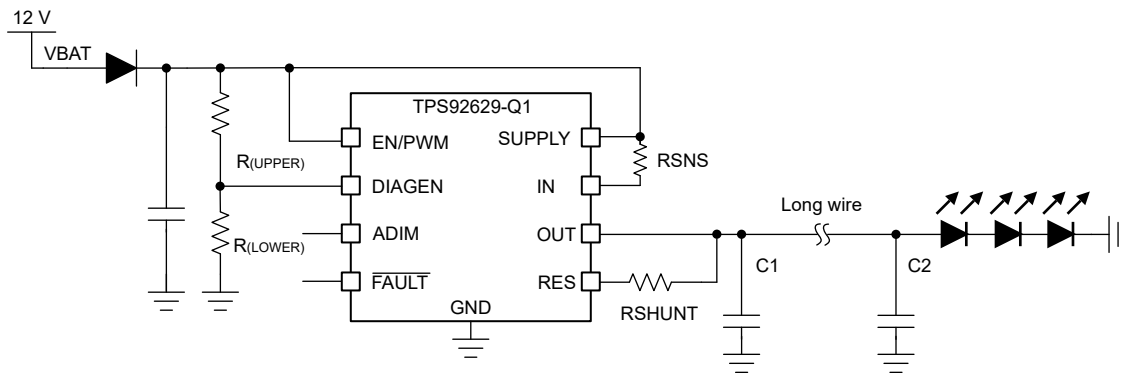 12 V
VBAT
TPS92629-Q1
EN/PWM
SUPPLY
RSNS
R(UPPER)
DIAGEN
IN
Long wire
ADIM
OUT
R(LOWER)
C1
C2
FAULT
RES
GND
RSHUNT